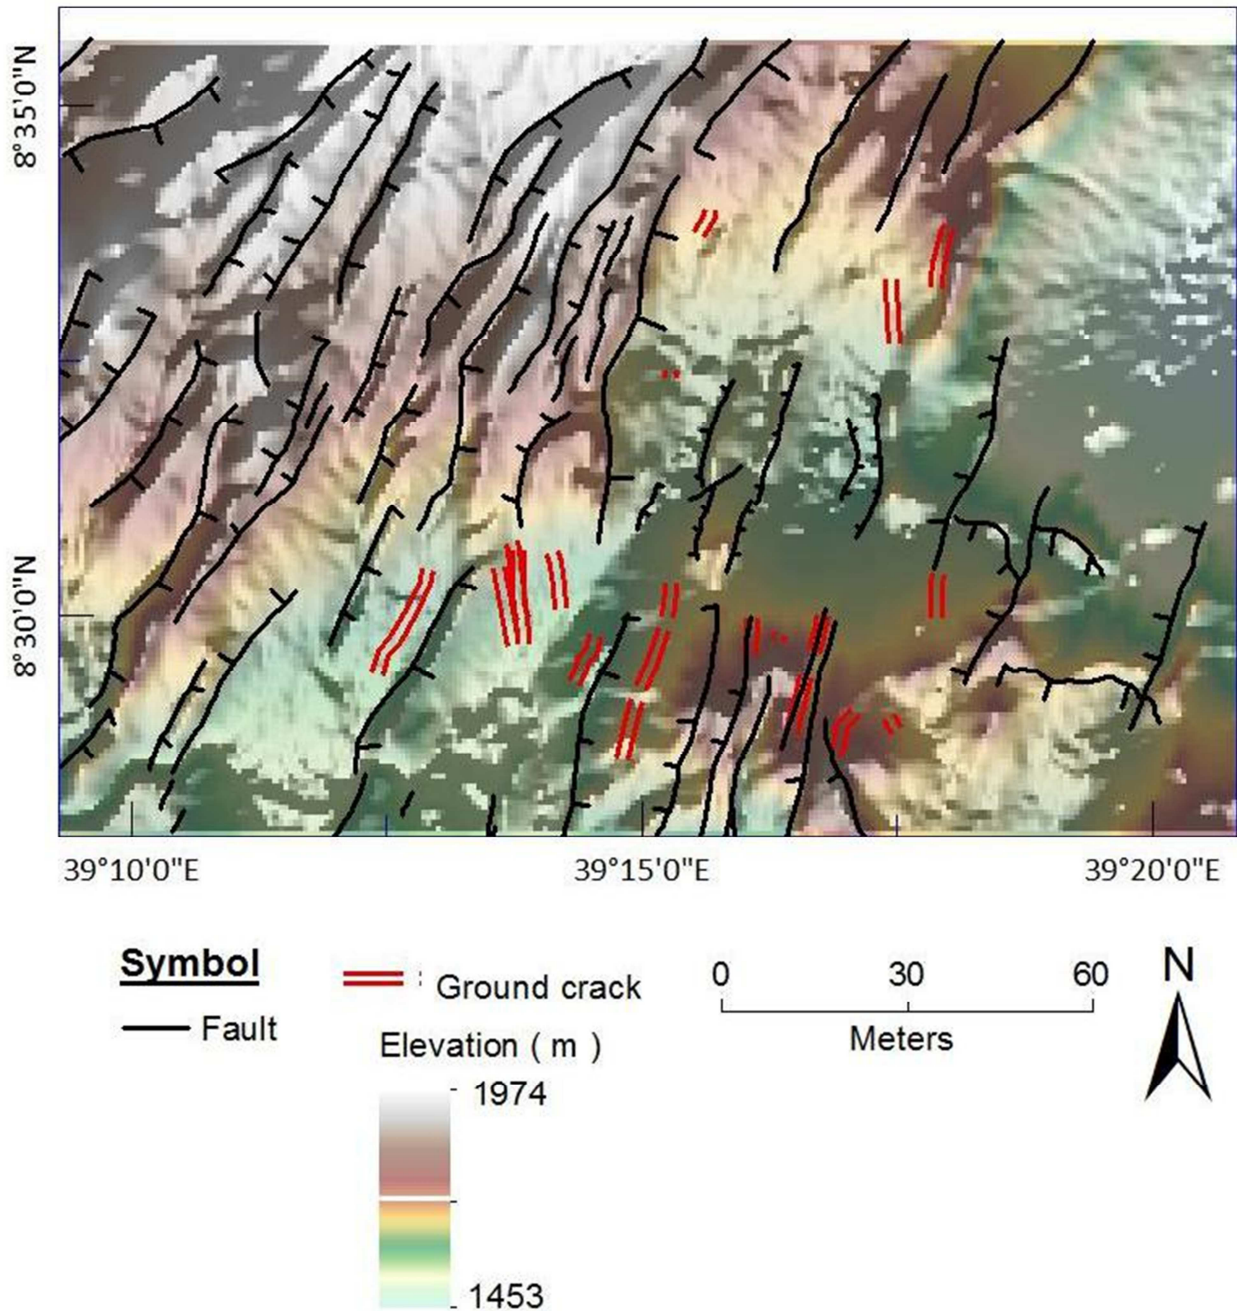 8°35'0"N
8°30'0"N
39°10'0"E 39°15'0"E 39°20'0"E
Symbol
Ground crack
Fault
0 30 60
Meters
N
Elevation ( m )
1974
1453